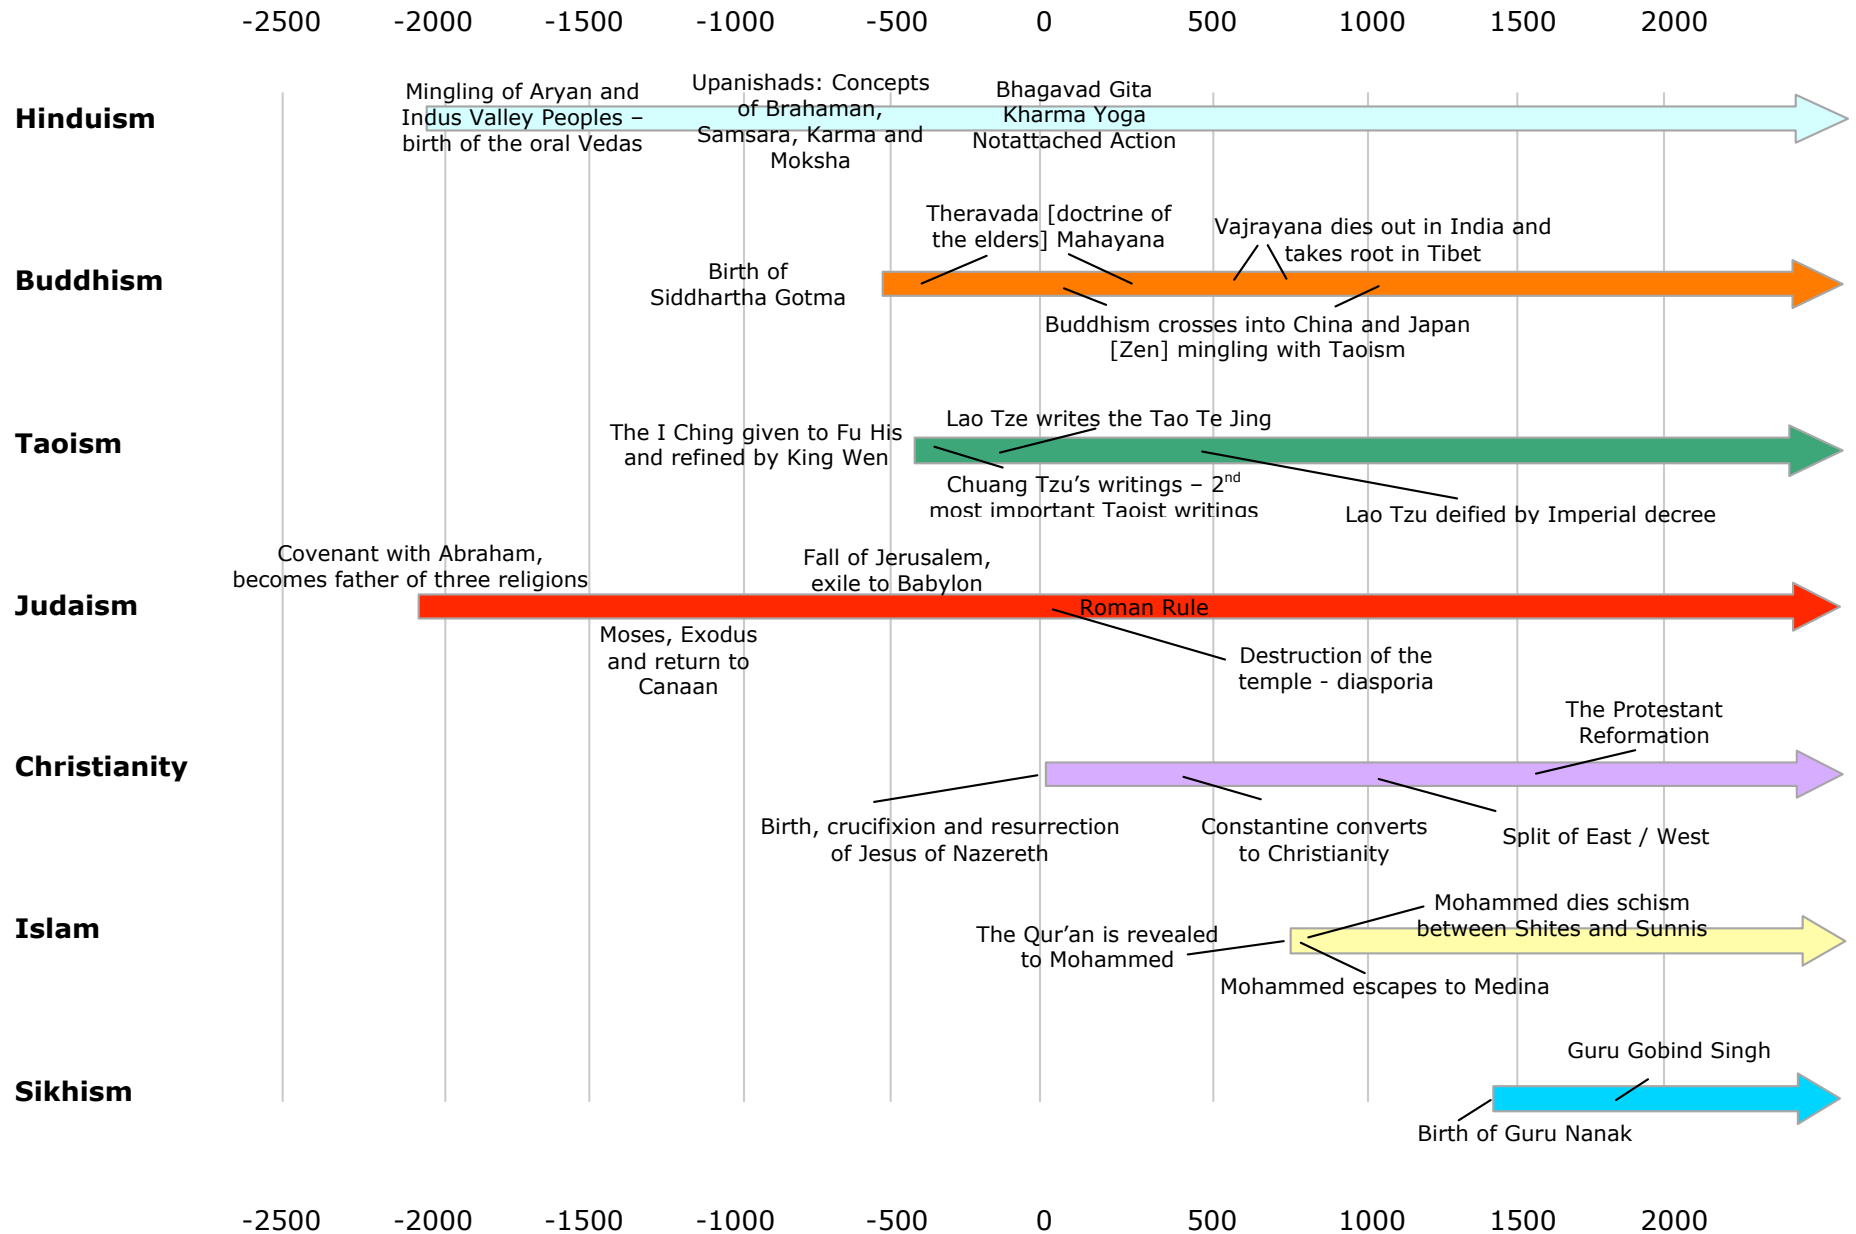 -2500 -2000 -1500 -1000 -500 0 500 1000 1500 2000
Hinduism
Mingling of Aryan and
Indus Valley Peoples –
birth of the oral Vedas
Upanishads: Concepts
of Brahaman,
Samsara, Karma and
Moksha
Bhagavad Gita
Kharma Yoga
Notattached Action
Buddhism
Birth of
Siddhartha Gotma
Theravada [doctrine of
the elders] Mahayana
Vajrayana dies out in India and
takes root in Tibet
Buddhism crosses into China and Japan
[Zen] mingling with Taoism
Taoism
The I Ching given to Fu His
and refined by King Wen
Lao Tze writes the Tao Te Jing
Chuang Tzu’s writings – 2nd
most important Taoist writings
Lao Tzu deified by Imperial decree
Judaism
Covenant with Abraham,
becomes father of three religions
Moses, Exodus
and return to
Canaan
Fall of Jerusalem,
exile to Babylon
Roman Rule
Destruction of the
temple - diasporia
Christianity
Birth, crucifixion and resurrection
of Jesus of Nazereth
Constantine converts
to Christianity
Split of East / West
The Protestant
Reformation
Islam
The Qur’an is revealed
to Mohammed
Mohammed dies schism
between Shites and Sunnis
Mohammed escapes to Medina
Sikhism
Guru Gobind Singh
Birth of Guru Nanak
-2500 -2000 -1500 -1000 -500 0 500 1000 1500 2000